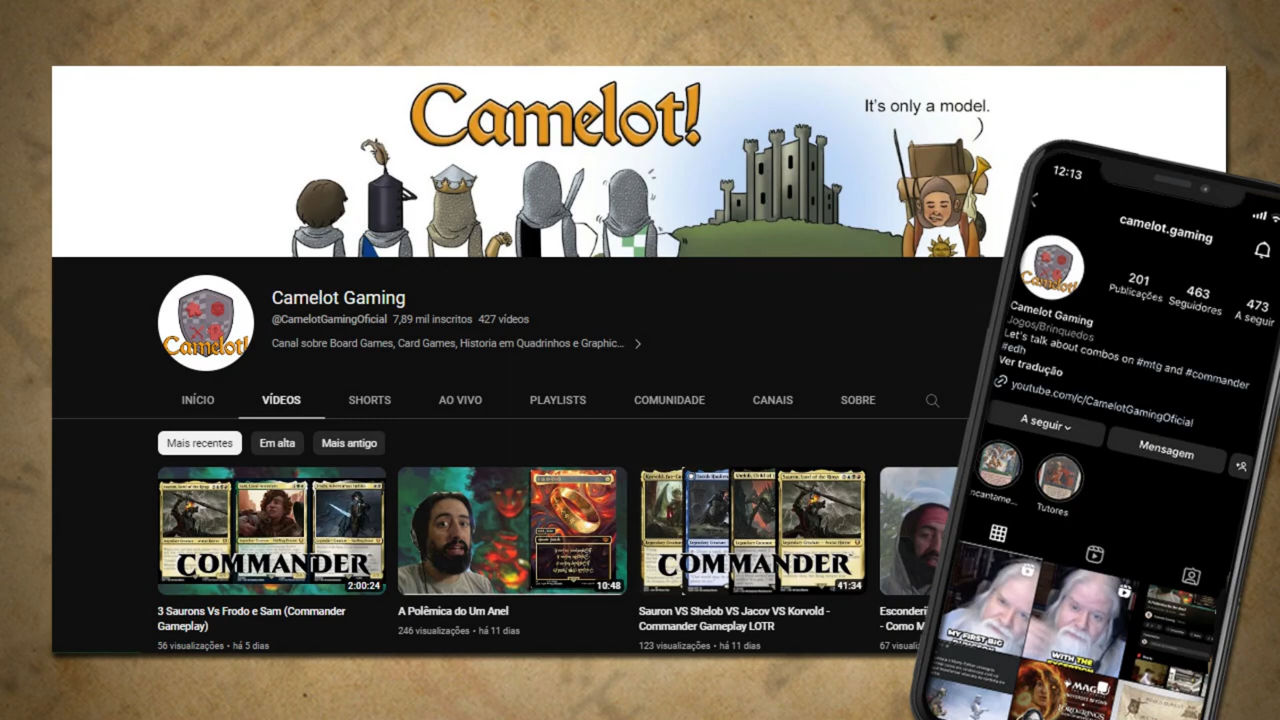 Camelot!
It's only a model.
Camelot!
Camelot Gaming
@CamelotGamingOficial 7,89 mil inscritos 427 vídeos
Canal sobre Board Games, Card Games, Historia em Quadrinhos e Graphic...
INÍCIO VÍDEOS SHORTS AO VIVO PLAYLISTS COMUNIDADE CANAIS SOBRE
Mais recentes Em alta Mais antigo
COMMANDER
2:00:24
10:48
COMMANDER
41:34
3 Saurons Vs Frodo e Sam (Commander
Gameplay)
56 visualizações • há 5 dias
A Polêmica do Um Anel
246 visualizações • há 11 dias
Sauron VS Shelob VS Jacov VS Korvold -
Commander Gameplay LOTR
123 visualizações • há 11 dias
- Como
12:13
camelot.gaming
Camelot!
201 463 473
Publicações Seguidores A seguir
Camelot Gaming
Jogos/Brinquedos
Let's talk about combos on #mtg and #commander
#edh
Ver tradução
youtube.com/c/CamelotGamingOficial
A seguir Mensagem
Tutores
MY FIRST BIG
WITH THE
MAGIC